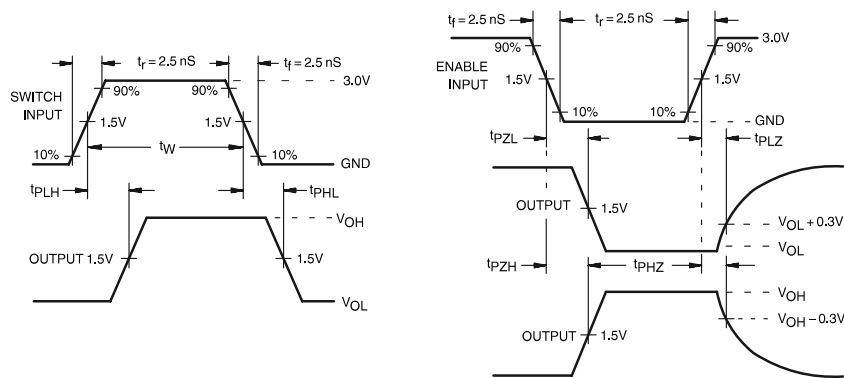 tr = 2.5 nS
tf = 2.5 nS
3.0V
SWITCH
INPUT
90%
90%
1.5V
1.5V
tW
10%
10%
GND
tPLH
tPHL
VOH
OUTPUT 1.5V
1.5V
VOL
tf = 2.5 nS
tr = 2.5 nS
3.0V
90%
90%
ENABLE
INPUT
1.5V
1.5V
10%
10%
GND
tPZL
tPLZ
OUTPUT
1.5V
VOL + 0.3V
VOL
tPZH
tPHZ
VOH
VOH – 0.3V
OUTPUT
1.5V